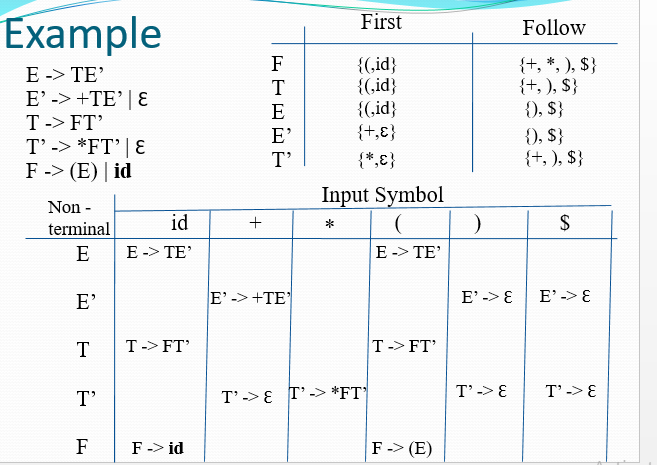 Example
E -> TE’
E’ -> +TE’ | Ɛ
T -> FT’
T’ -> *FT’ | Ɛ
F -> (E) | id
First Follow
F {(,id} {+, *, ), $}
T {(,id} {+, ), $}
E {(,id} {), $}
E’ {+,ε} {), $}
T’ {*,ε} {+, ), $}
Non - terminal
Input Symbol
id + * ( ) $
E E -> TE’ E -> TE’
E’ E’ -> +TE’ E’ -> Ɛ E’ -> Ɛ
T T -> FT’ T -> FT’
T’ T’ -> Ɛ T’ -> *FT’ T’ -> Ɛ T’ -> Ɛ
F F -> id F -> (E)